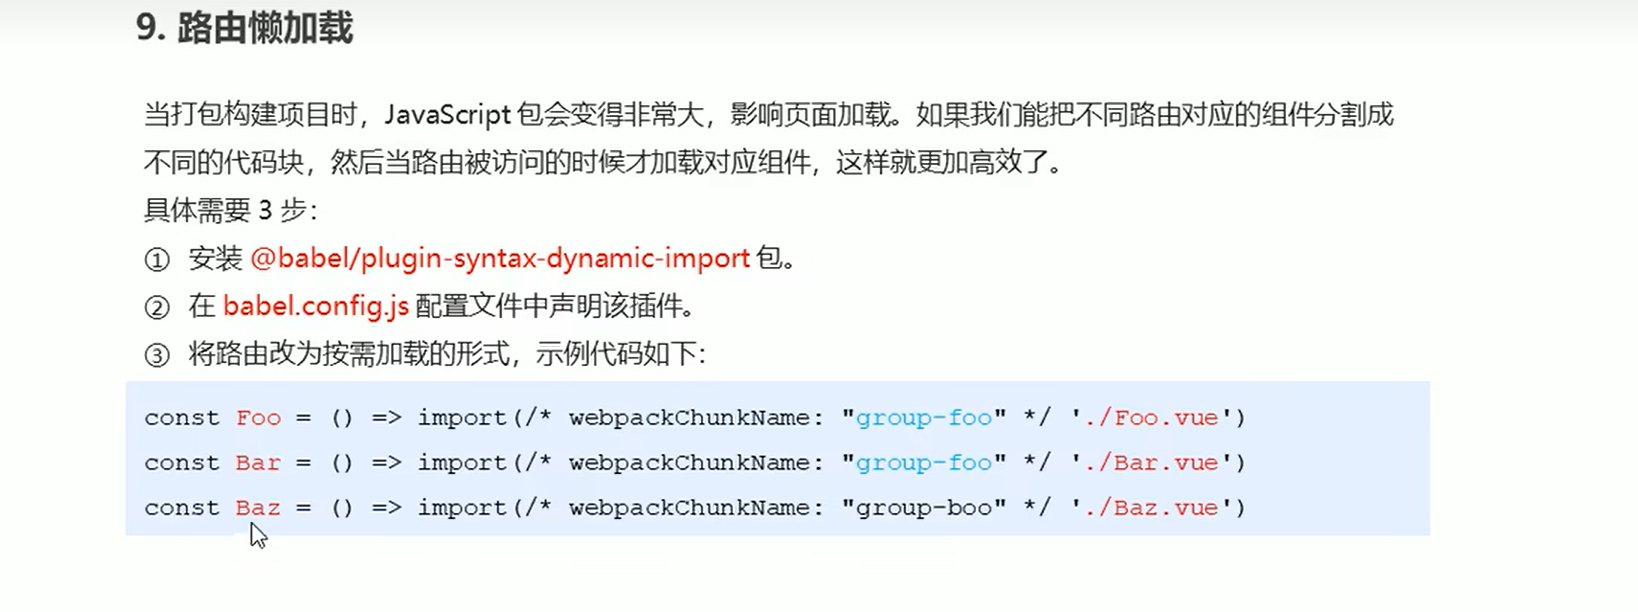 9. 路由懒加载
当打包构建项目时，JavaScript 包会变得非常大，影响页面加载。如果我们能把不同路由对应的组件分割成
不同的代码块，然后当路由被访问的时候才加载对应组件，这样就更加高效了。
具体需要 3 步：
① 安装 @babel/plugin-syntax-dynamic-import 包。
② 在 babel.config.js 配置文件中声明该插件。
③ 将路由改为按需加载的形式，示例代码如下：
const Foo = () => import(/* webpackChunkName: "group-foo" */ './Foo.vue')
const Bar = () => import(/* webpackChunkName: "group-foo" */ './Bar.vue')
const Baz = () => import(/* webpackChunkName: "group-boo" */ './Baz.vue')